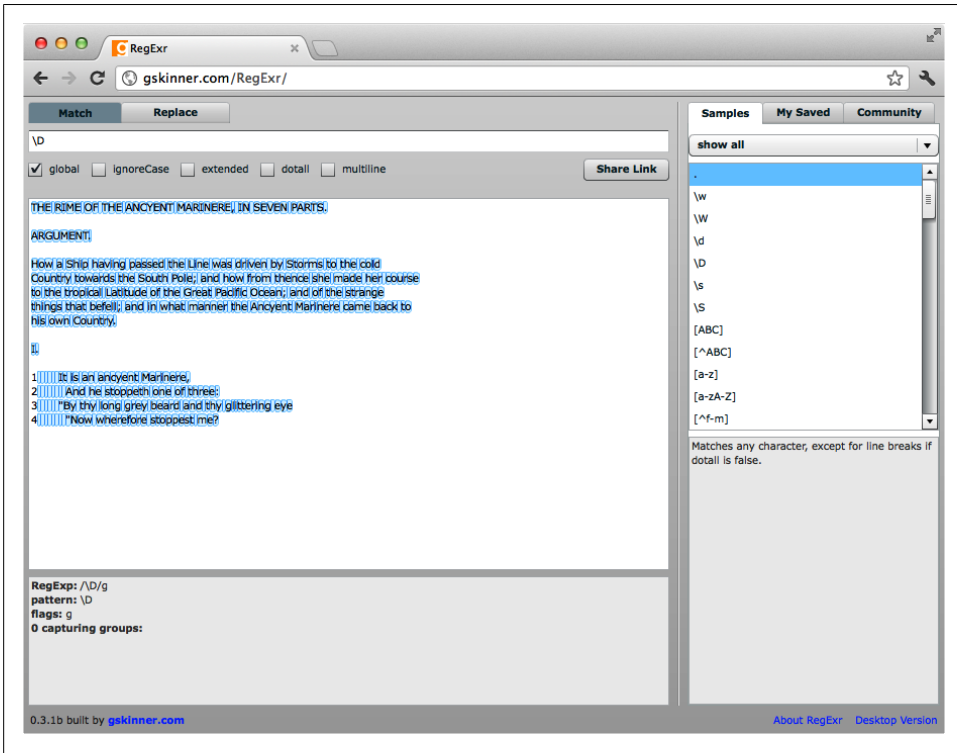 RegExr
gskinner.com/RegExr/
Match
Replace
\D
global
ignoreCase
extended
dotall
multiline
Share Link
THE RIME OF THE ANCYENT MARINERE, IN SEVEN PARTS.
ARGUMENT.
How a Ship having passed the Line was driven by Storms to the cold
Country towards the South Pole; and how from thence she made her course
to the tropical Latitude of the Great Pacific Ocean; and of the strange
things that befell; and in what manner the Ancyent Marinere came back to
his own Country.
I.
1 It is an ancyent Marinere,
2 And he stoppeth one of three:
3 "By thy long grey beard and thy glittering eye
4 "Now wherefore stoppest me?
RegExp: /\D/g
pattern: \D
flags: g
0 capturing groups:
Samples
My Saved
Community
show all
.
\w
\W
\d
\D
\s
\S
[ABC]
[^ABC]
[a-z]
[a-zA-Z]
[^f-m]
Matches any character, except for line breaks if
dotall is false.
0.3.1b built by gskinner.com
About RegExr
Desktop Version